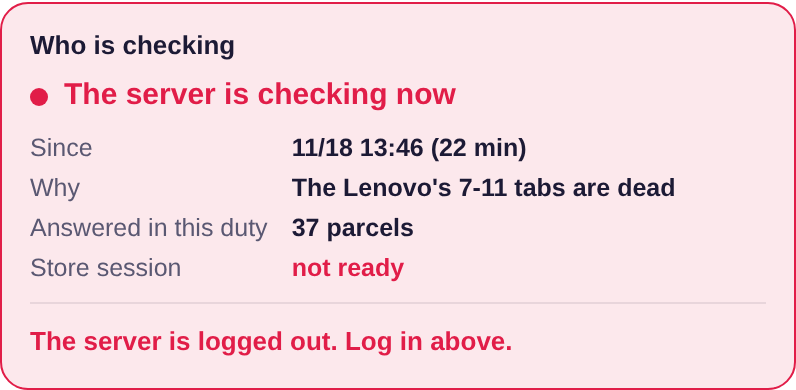 Who is checking
The server is checking now
Since 11/18 13:46 (22 min)
Why The Lenovo's 7-11 tabs are dead
Answered in this duty 37 parcels
Store session not ready
The server is logged out. Log in above.